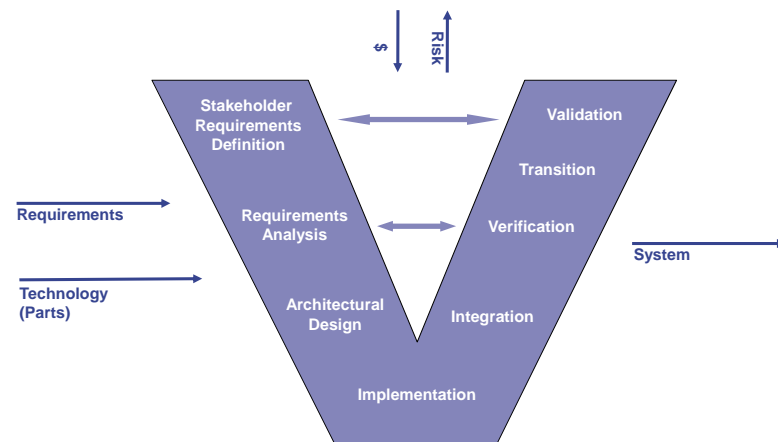 $
Risk
Stakeholder
Requirements
Definition
Validation
Transition
Requirements
Requirements
Analysis
Verification
System
Technology
(Parts)
Architectural
Design
Integration
Implementation